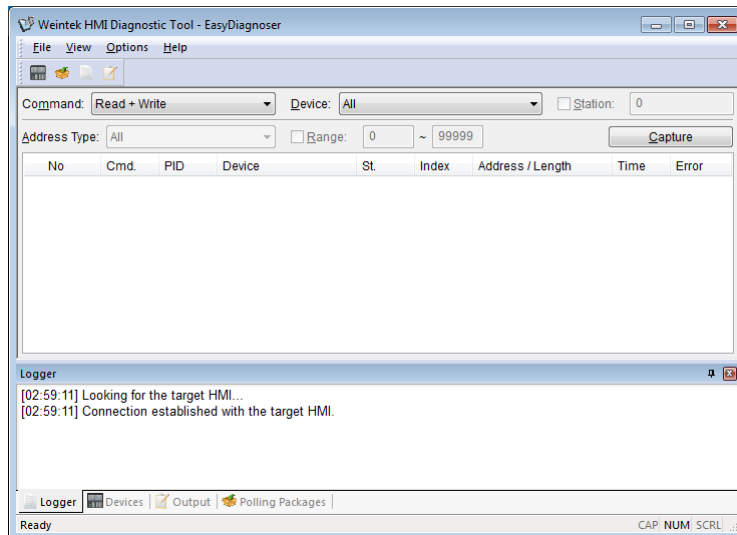 Weintek HMI Diagnostic Tool - EasyDiagnoser
File View Options Help
Command: Read + Write Device: All Station: 0
Address Type: All Range: 0 ~ 99999 Capture
No Cmd. PID Device St. Index Address / Length Time Error
Logger
[02:59:11] Looking for the target HMI...
[02:59:11] Connection established with the target HMI.
Logger Devices Output Polling Packages
Ready CAP NUM SCRL